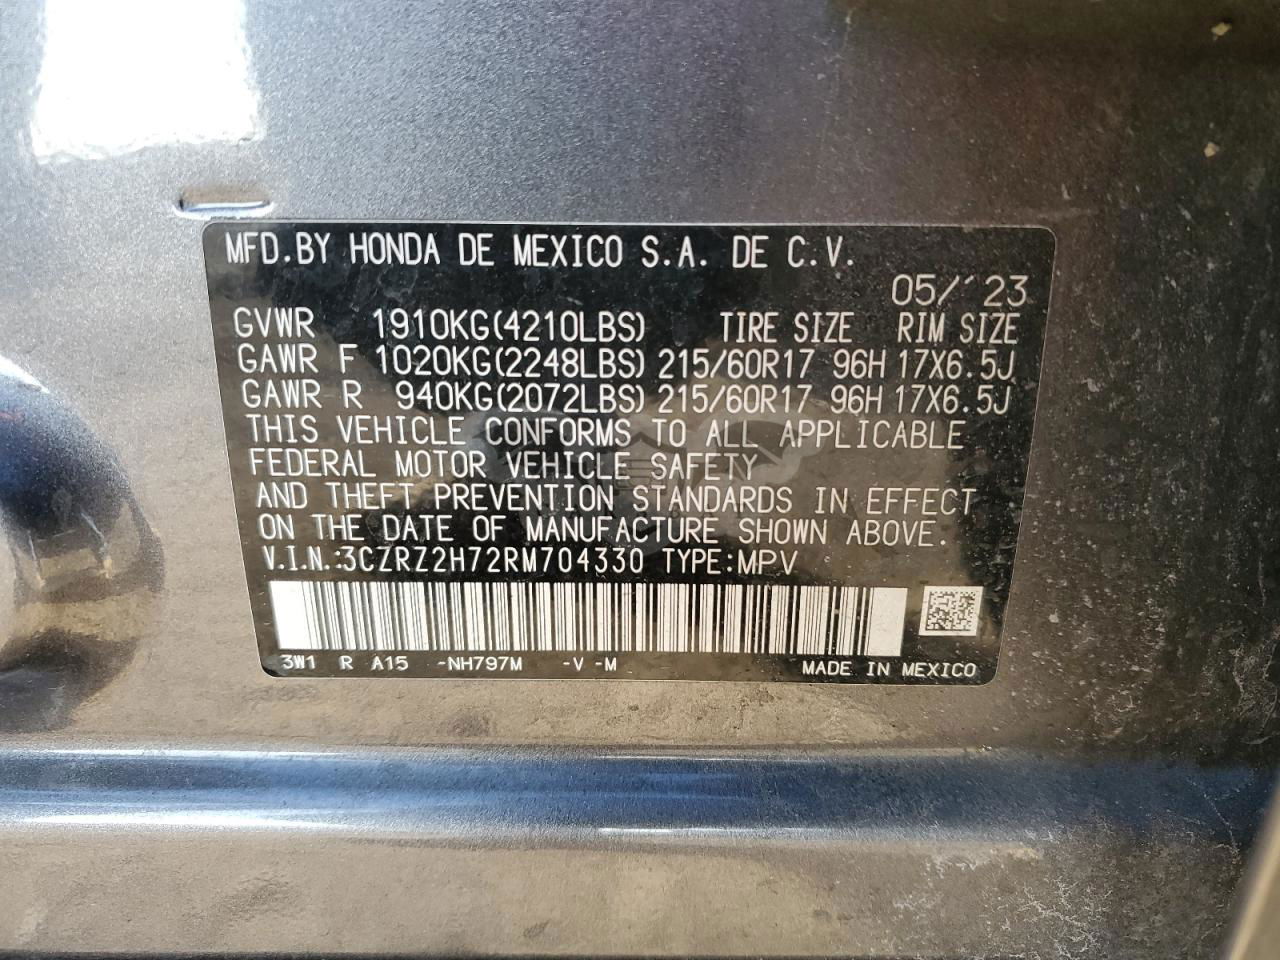 MFD.BY HONDA DE MEXICO S.A. DE C.V.
05/'23
GVWR 1910KG(4210LBS) TIRE SIZE RIM SIZE
GAWR F 1020KG(2248LBS) 215/60R17 96H 17X6.5J
GAWR R 940KG(2072LBS) 215/60R17 96H 17X6.5J
THIS VEHICLE CONFORMS TO ALL APPLICABLE
FEDERAL MOTOR VEHICLE SAFETY
AND THEFT PREVENTION STANDARDS IN EFFECT
ON THE DATE OF MANUFACTURE SHOWN ABOVE.
V.I.N.:3CZRZ2H72RM704330 TYPE:MPV
3W1 R A15 -NH797M -V -M MADE IN MEXICO